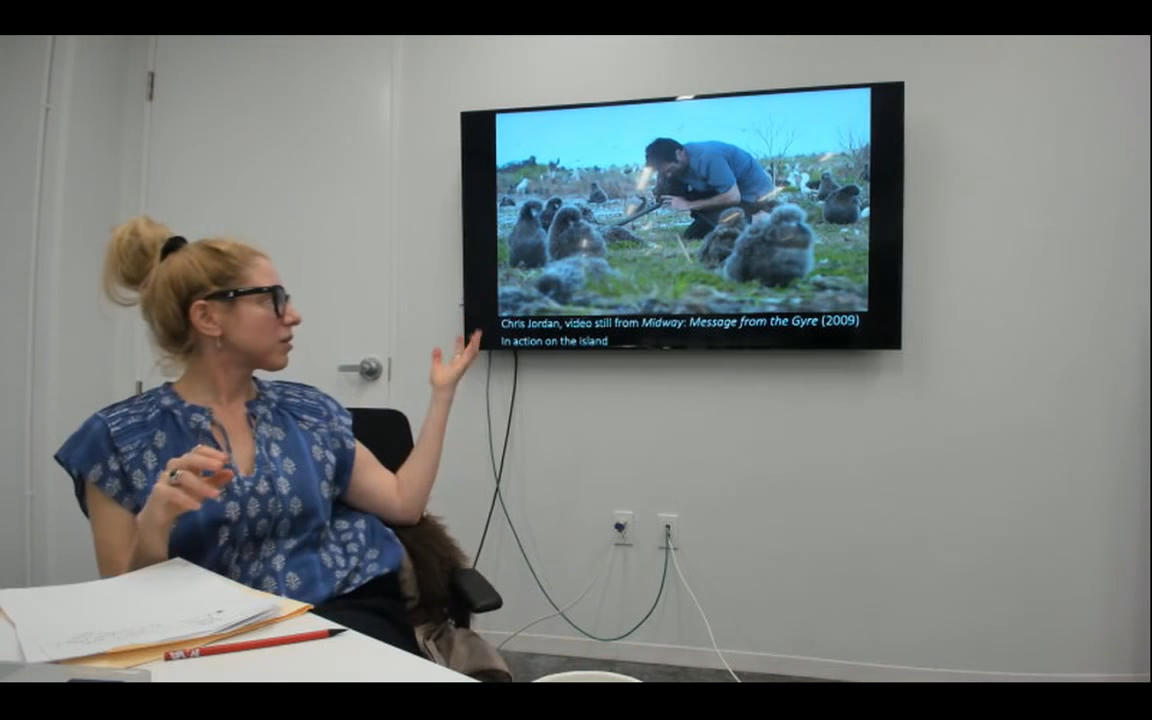 Chris Jordan, video still from Midway: Message from the Gyre (2009)
In action on the island